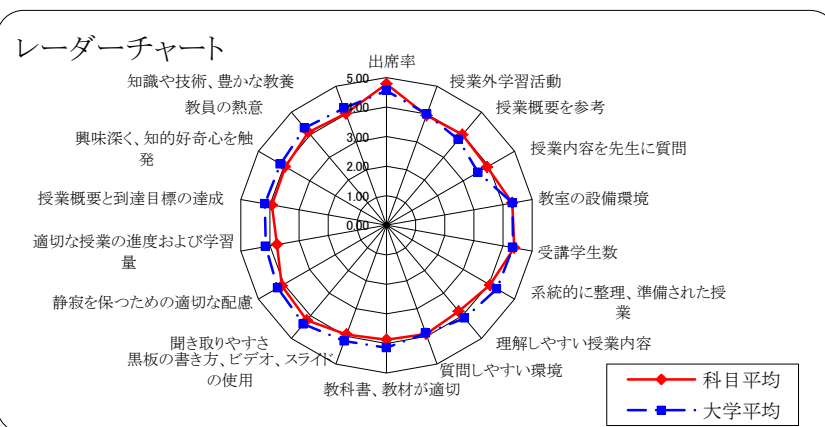 レーダーチャート
出席率
授業外学習活動
授業概要を参考
授業内容を先生に質問
教室の設備環境
受講学生数
系統的に整理、準備された授
業
理解しやすい授業内容
質問しやすい環境
教科書、教材が適切
黒板の書き方、ビデオ、スライド
の使用
聞き取りやすさ
静寂を保つための適切な配慮
適切な授業の進度および学習
量
授業概要と到達目標の達成
興味深く、知的好奇心を触
発
教員の熱意
知識や技術、豊かな教養
5.00
4.00
3.00
2.00
1.00
0.00
科目平均
大学平均